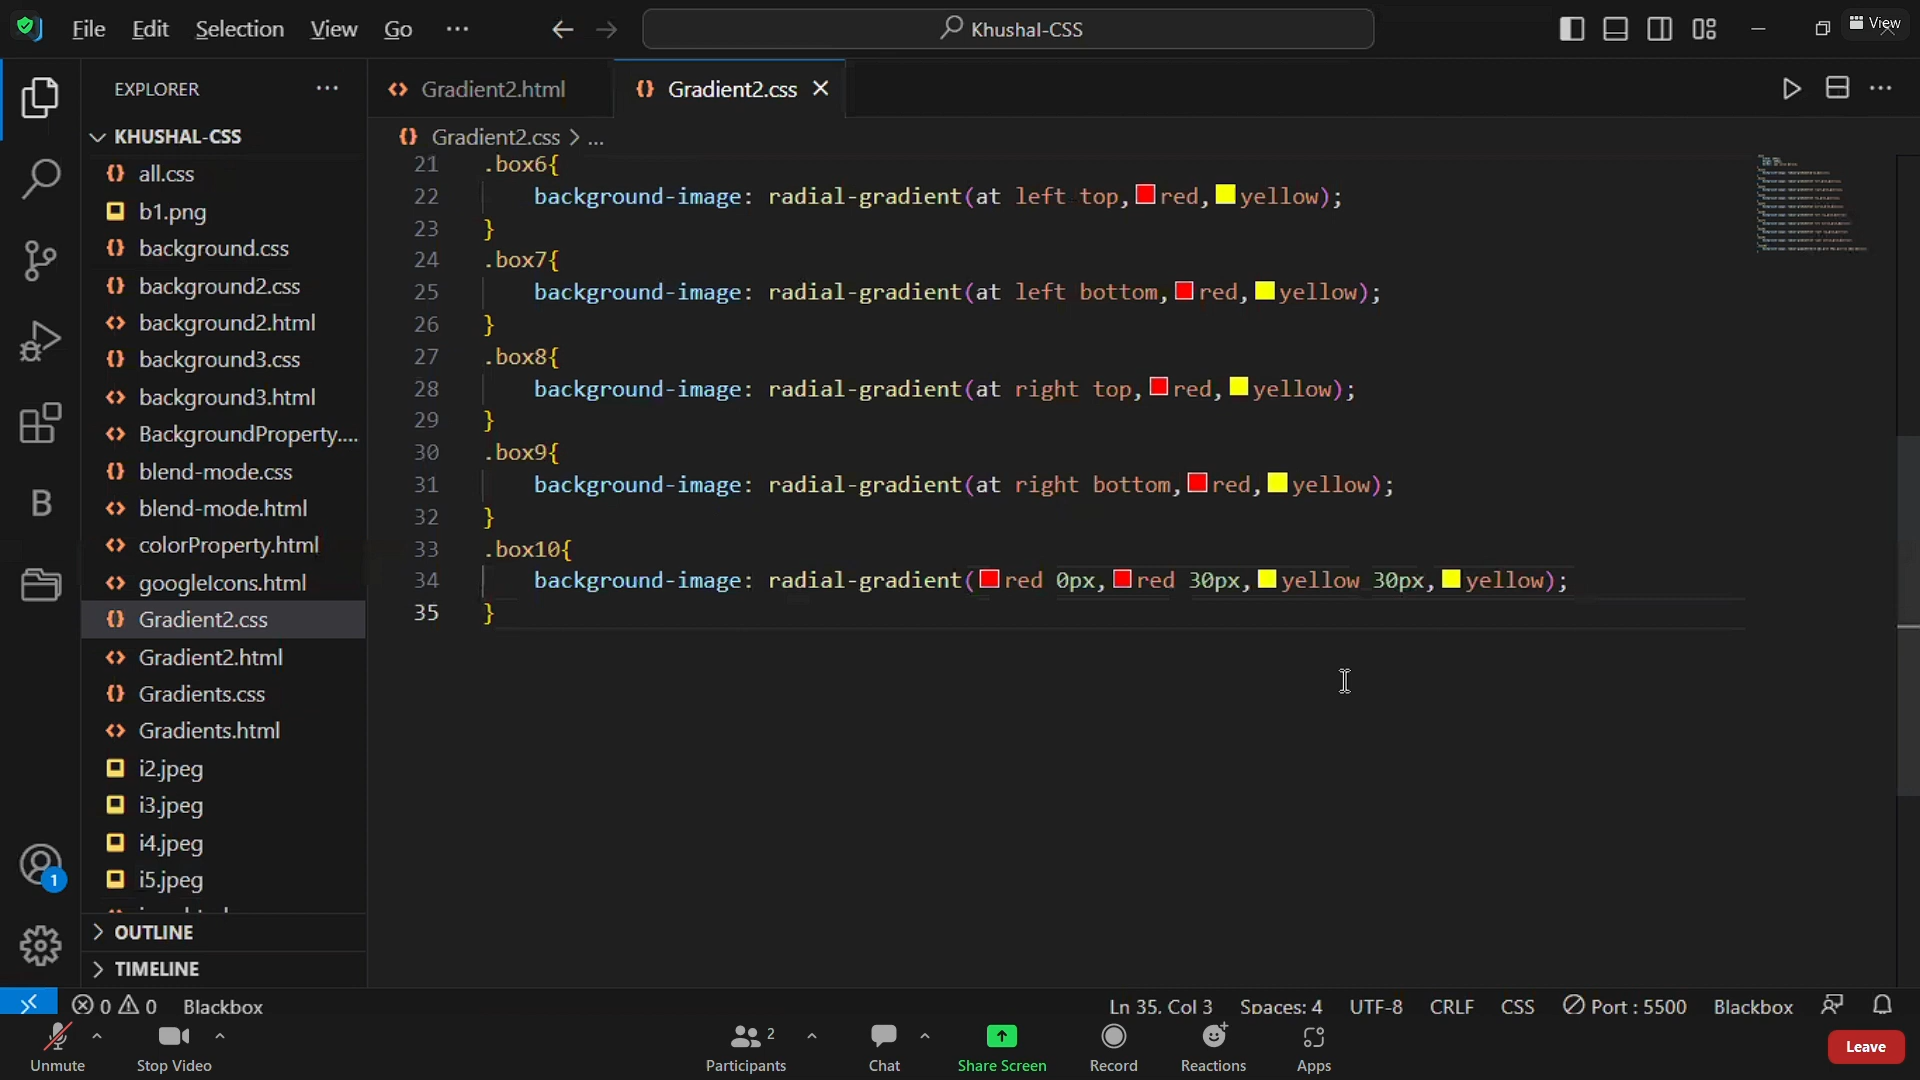 File Edit Selection View Go ···
Khushal-CSS
View
EXPLORER ···
Gradient2.html
{} Gradient2.css ×
···
KHUSHAL-CSS
{} Gradient2.css > ...
all.css
b1.png
background.css
background2.css
background2.html
background3.css
background3.html
BackgroundProperty....
blend-mode.css
blend-mode.html
colorProperty.html
googleIcons.html
Gradient2.css
Gradient2.html
Gradients.css
Gradients.html
i2.jpeg
i3.jpeg
i4.jpeg
i5.jpeg
OUTLINE
TIMELINE
B
1
21 .box6{
22 background-image: radial-gradient(at left top,red,yellow);
23 }
24 .box7{
25 background-image: radial-gradient(at left bottom,red,yellow);
26 }
27 .box8{
28 background-image: radial-gradient(at right top,red,yellow);
29 }
30 .box9{
31 background-image: radial-gradient(at right bottom,red,yellow);
32 }
33 .box10{
34 background-image: radial-gradient(red 0px,red 30px,yellow 30px,yellow);
35 }
0 0 Blackbox
Ln 35, Col 3 Spaces: 4 UTF-8 CRLF CSS Port : 5500 Blackbox
Unmute
Stop Video
2
Participants
Chat
Share Screen
Record
Reactions
Apps
Leave